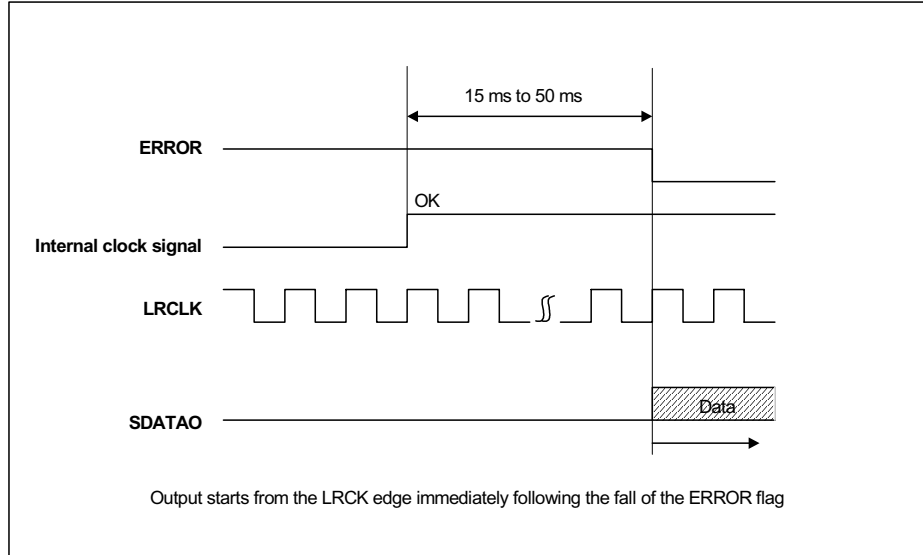 15 ms to 50 ms
ERROR
OK
Internal clock signal
LRCLK
Data
SDATAO
Output starts from the LRCK edge immediately following the fall of the ERROR flag